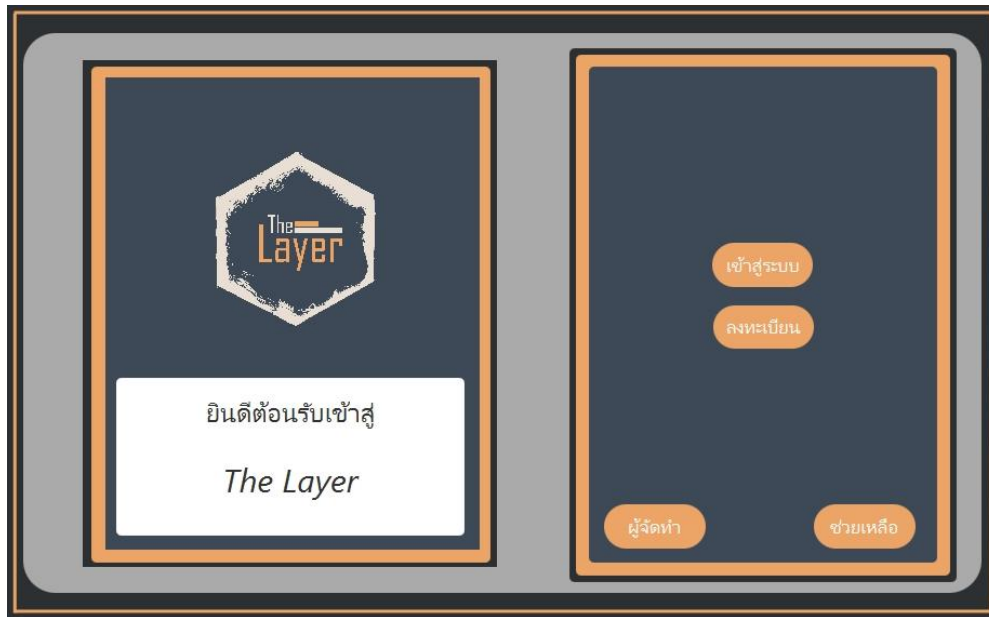 The
Layer
ยินดีต้อนรับเข้าสู่
The Layer
เข้าสู่ระบบ
ลงทะเบียน
ผู้จัดทำ
ช่วยเหลือ